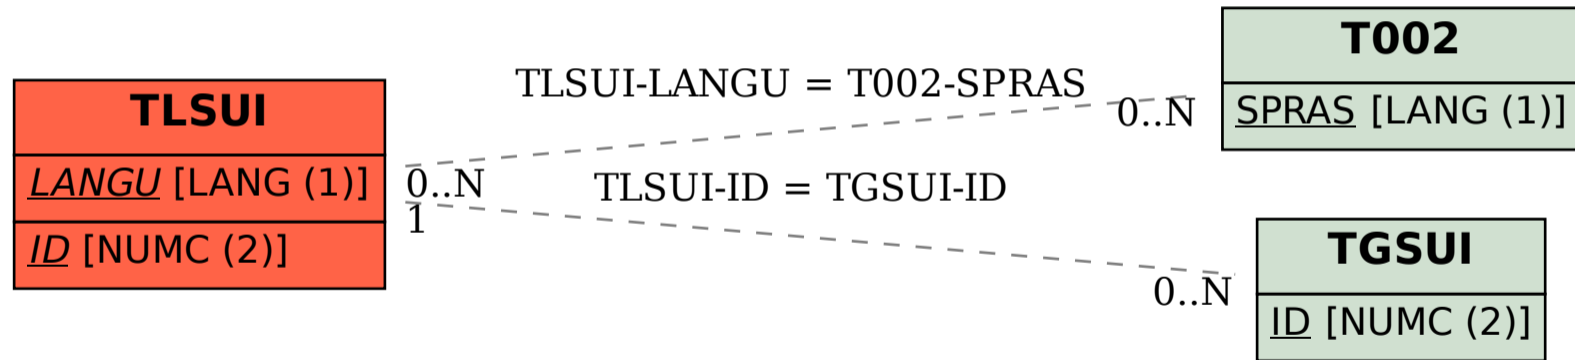 TLSUI
LANGU [LANG (1)]
ID [NUMC (2)]
TLSUI-LANGU = T002-SPRAS
0..N
0..N
TLSUI-ID = TGSUI-ID
1
0..N
T002
SPRAS [LANG (1)]
TGSUI
ID [NUMC (2)]